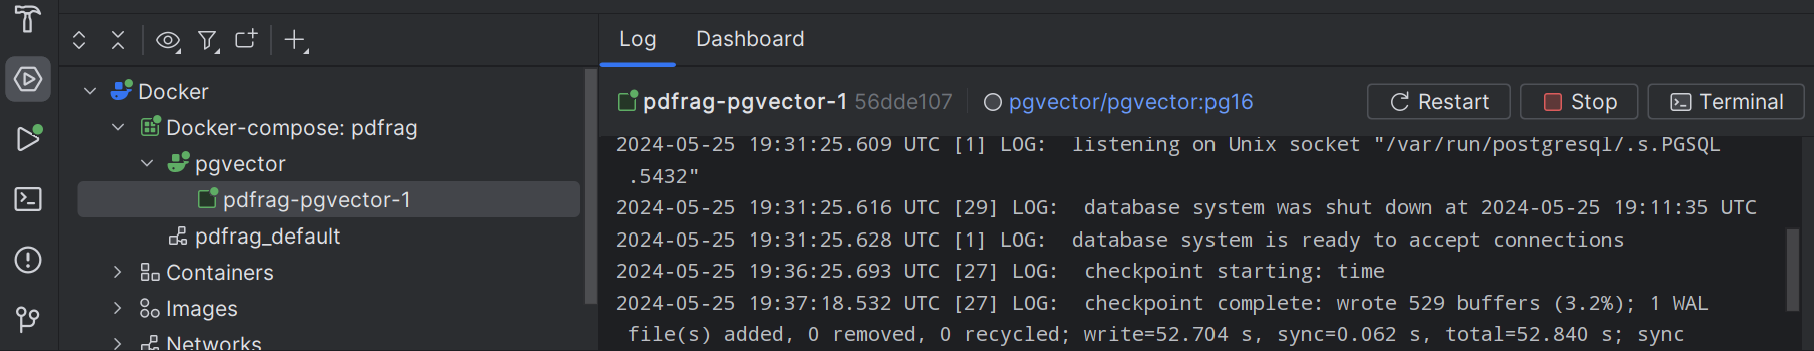 Log
Dashboard
Docker
Docker-compose: pdfrag
pgvector
pdfrag-pgvector-1
pdfrag_default
Containers
Images
Networks
pdfrag-pgvector-1 56dde107 pgvector/pgvector:pg16 Restart Stop Terminal
2024-05-25 19:31:25.609 UTC [1] LOG:  listening on Unix socket "/var/run/postgresql/.s.PGSQL
.5432"
2024-05-25 19:31:25.616 UTC [29] LOG:  database system was shut down at 2024-05-25 19:11:35 UTC
2024-05-25 19:31:25.628 UTC [1] LOG:  database system is ready to accept connections
2024-05-25 19:36:25.693 UTC [27] LOG:  checkpoint starting: time
2024-05-25 19:37:18.532 UTC [27] LOG:  checkpoint complete: wrote 529 buffers (3.2%); 1 WAL
file(s) added, 0 removed, 0 recycled; write=52.704 s, sync=0.062 s, total=52.840 s; sync